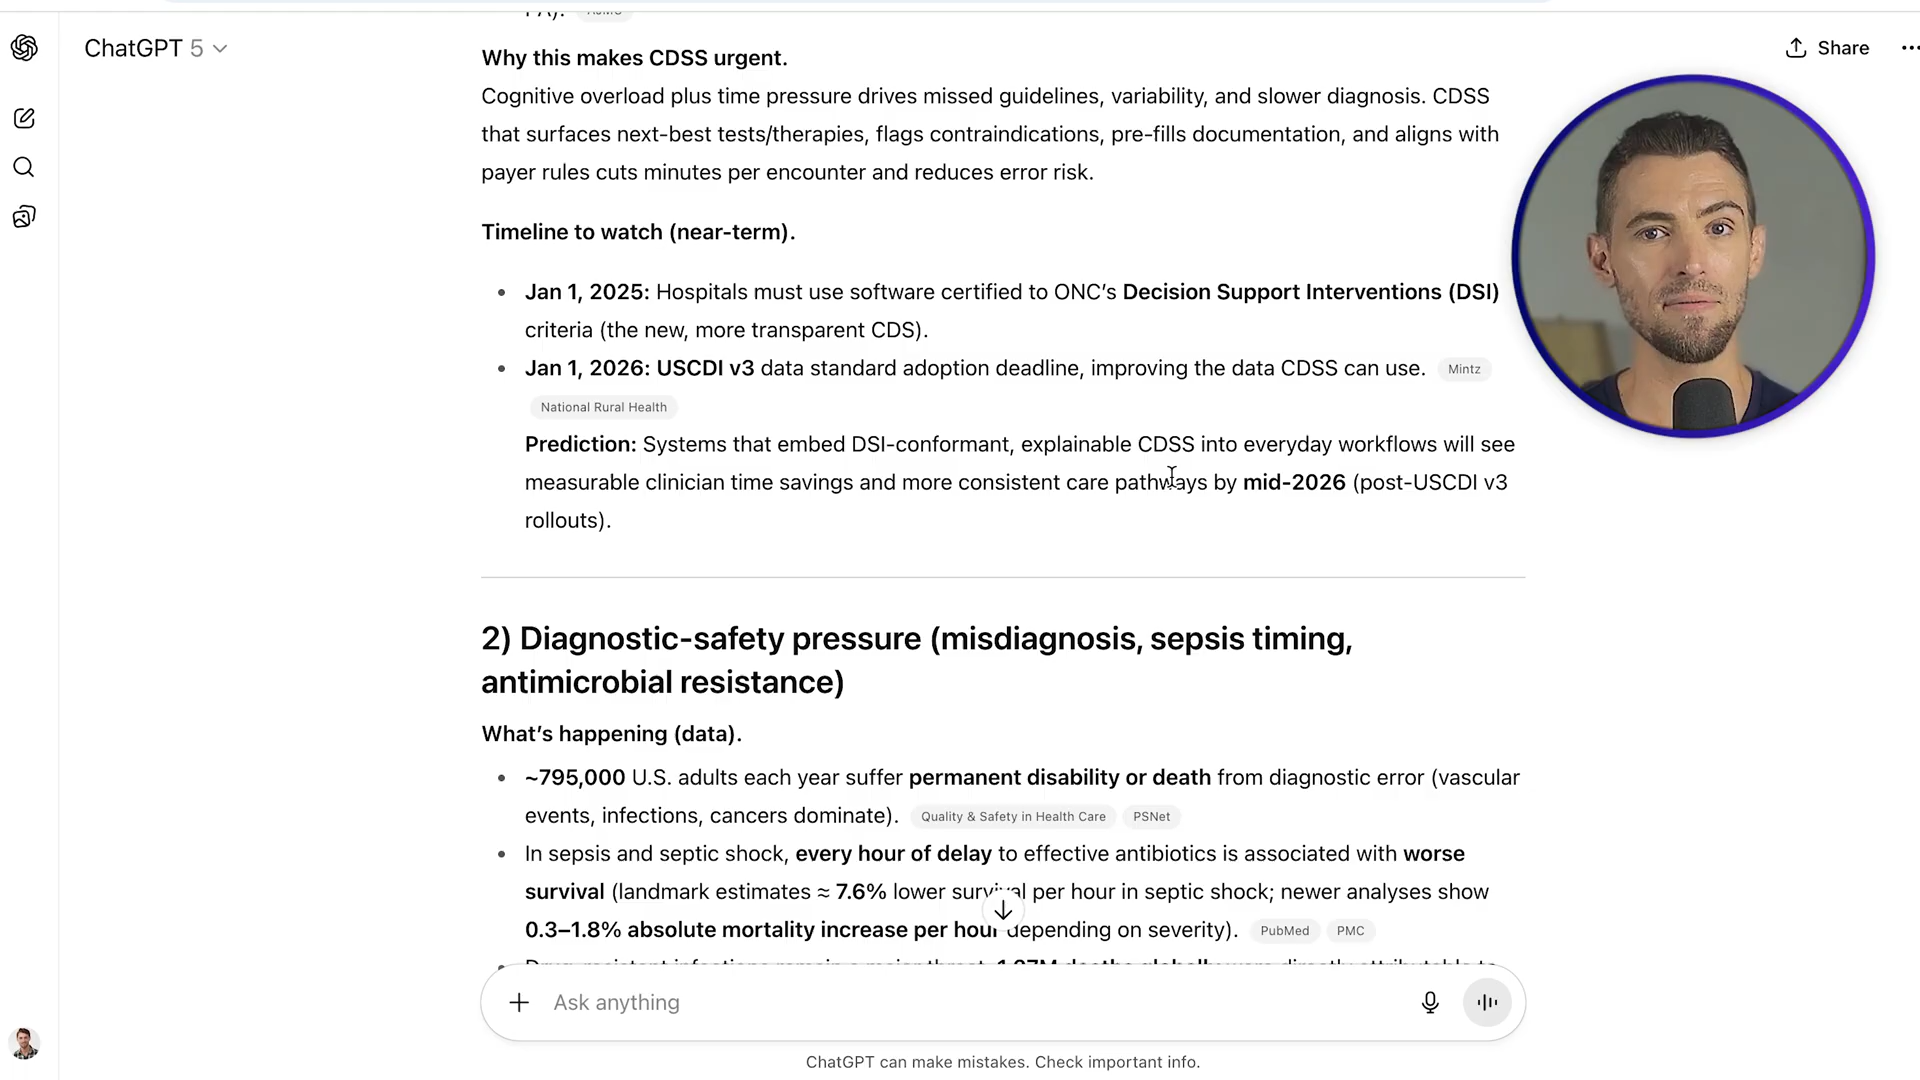 ChatGPT 5
Share
Why this makes CDSS urgent.
Cognitive overload plus time pressure drives missed guidelines, variability, and slower diagnosis. CDSS
that surfaces next-best tests/therapies, flags contraindications, pre-fills documentation, and aligns with
payer rules cuts minutes per encounter and reduces error risk.
Timeline to watch (near-term).
• Jan 1, 2025: Hospitals must use software certified to ONC’s Decision Support Interventions (DSI)
criteria (the new, more transparent CDS).
• Jan 1, 2026: USCDI v3 data standard adoption deadline, improving the data CDSS can use. Mintz
National Rural Health
Prediction: Systems that embed DSI-conformant, explainable CDSS into everyday workflows will see
measurable clinician time savings and more consistent care pathways by mid-2026 (post-USCDI v3
rollouts).
2) Diagnostic-safety pressure (misdiagnosis, sepsis timing,
antimicrobial resistance)
What’s happening (data).
• ~795,000 U.S. adults each year suffer permanent disability or death from diagnostic error (vascular
events, infections, cancers dominate). Quality & Safety in Health Care PSNet
• In sepsis and septic shock, every hour of delay to effective antibiotics is associated with worse
survival (landmark estimates ≈ 7.6% lower survival per hour in septic shock; newer analyses show
0.3–1.8% absolute mortality increase per hour depending on severity). PubMed PMC
Ask anything
ChatGPT can make mistakes. Check important info.